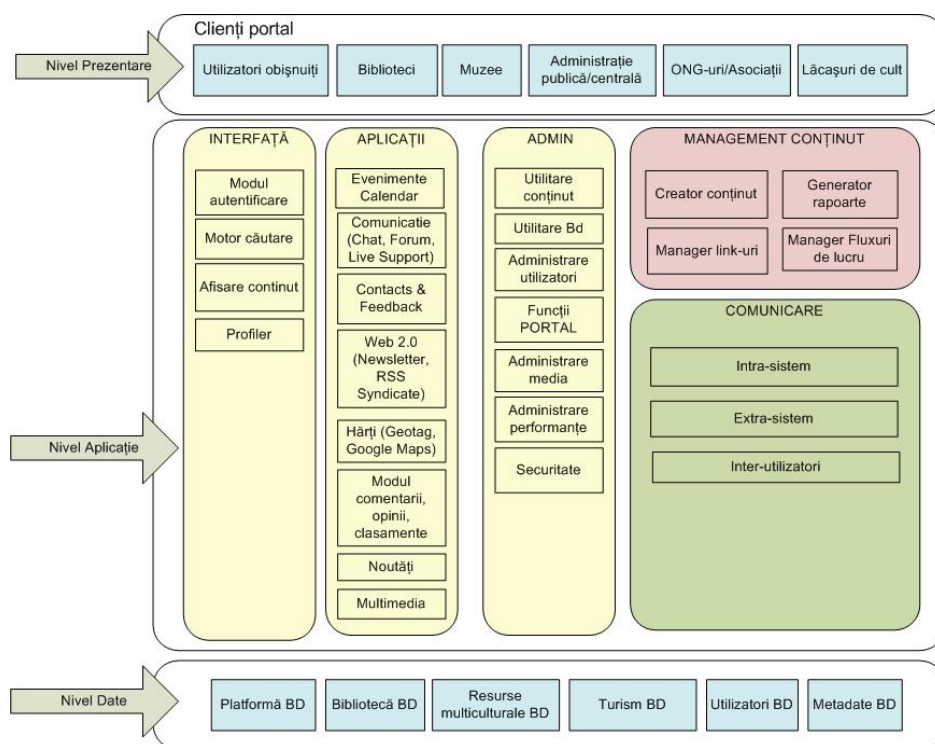 Clienți portal
Nivel Prezentare
Utilizatori obișnuiți
Biblioteci
Muzee
Administrație
publică/centrală
ONG-uri/Asociații
Lăcașuri de cult
Nivel Aplicație
INTERFAȚĂ
Modul
autentificare
Motor căutare
Afisare continut
Profiler
APLICAȚII
Evenimente
Calendar
Comunicatie
(Chat, Forum,
Live Support)
Contacts &
Feedback
Web 2.0
(Newsletter,
RSS
Syndicate)
Hărți (Geotag,
Google Maps)
Modul
comentarii,
opinii,
clasamente
Noutăți
Multimedia
ADMIN
Utilitare
conținut
Utilitare Bd
Administrare
utilizatori
Funcții
PORTAL
Administrare
media
Administrare
performanțe
Securitate
MANAGEMENT CONȚINUT
Creator conținut
Generator
rapoarte
Manager link-uri
Manager Fluxuri
de lucru
COMUNICARE
Intra-sistem
Extra-sistem
Inter-utilizatori
Nivel Date
Platformă BD
Bibliotecă BD
Resurse
multiculturale BD
Turism BD
Utilizatori BD
Metadate BD